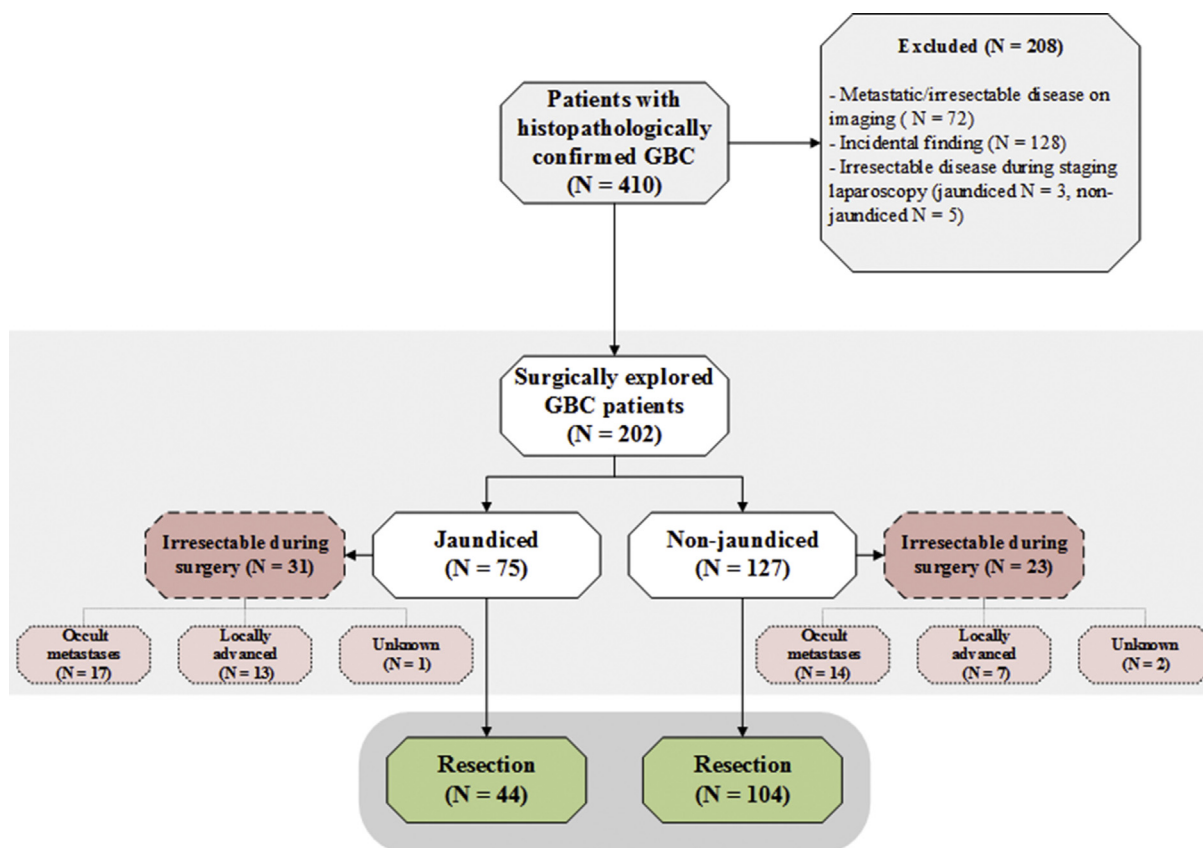 Excluded (N = 208)
- Metastatic/irresectable disease on
imaging ( N = 72)
- Incidental finding (N = 128)
- Irresectable disease during staging
laparoscopy (jaundiced N = 3, non-
jaundiced N = 5)
Patients with
histopathologically
confirmed GBC
(N = 410)
Surgically explored
GBC patients
(N = 202)
Irresectable during
surgery (N = 31)
Jaundiced
(N = 75)
Non-jaundiced
(N = 127)
Irresectable during
surgery (N = 23)
Occult
metastases
(N = 17)
Locally
advanced
(N = 13)
Unknown
(N = 1)
Occult
metastases
(N = 14)
Locally
advanced
(N = 7)
Unknown
(N = 2)
Resection
(N = 44)
Resection
(N = 104)